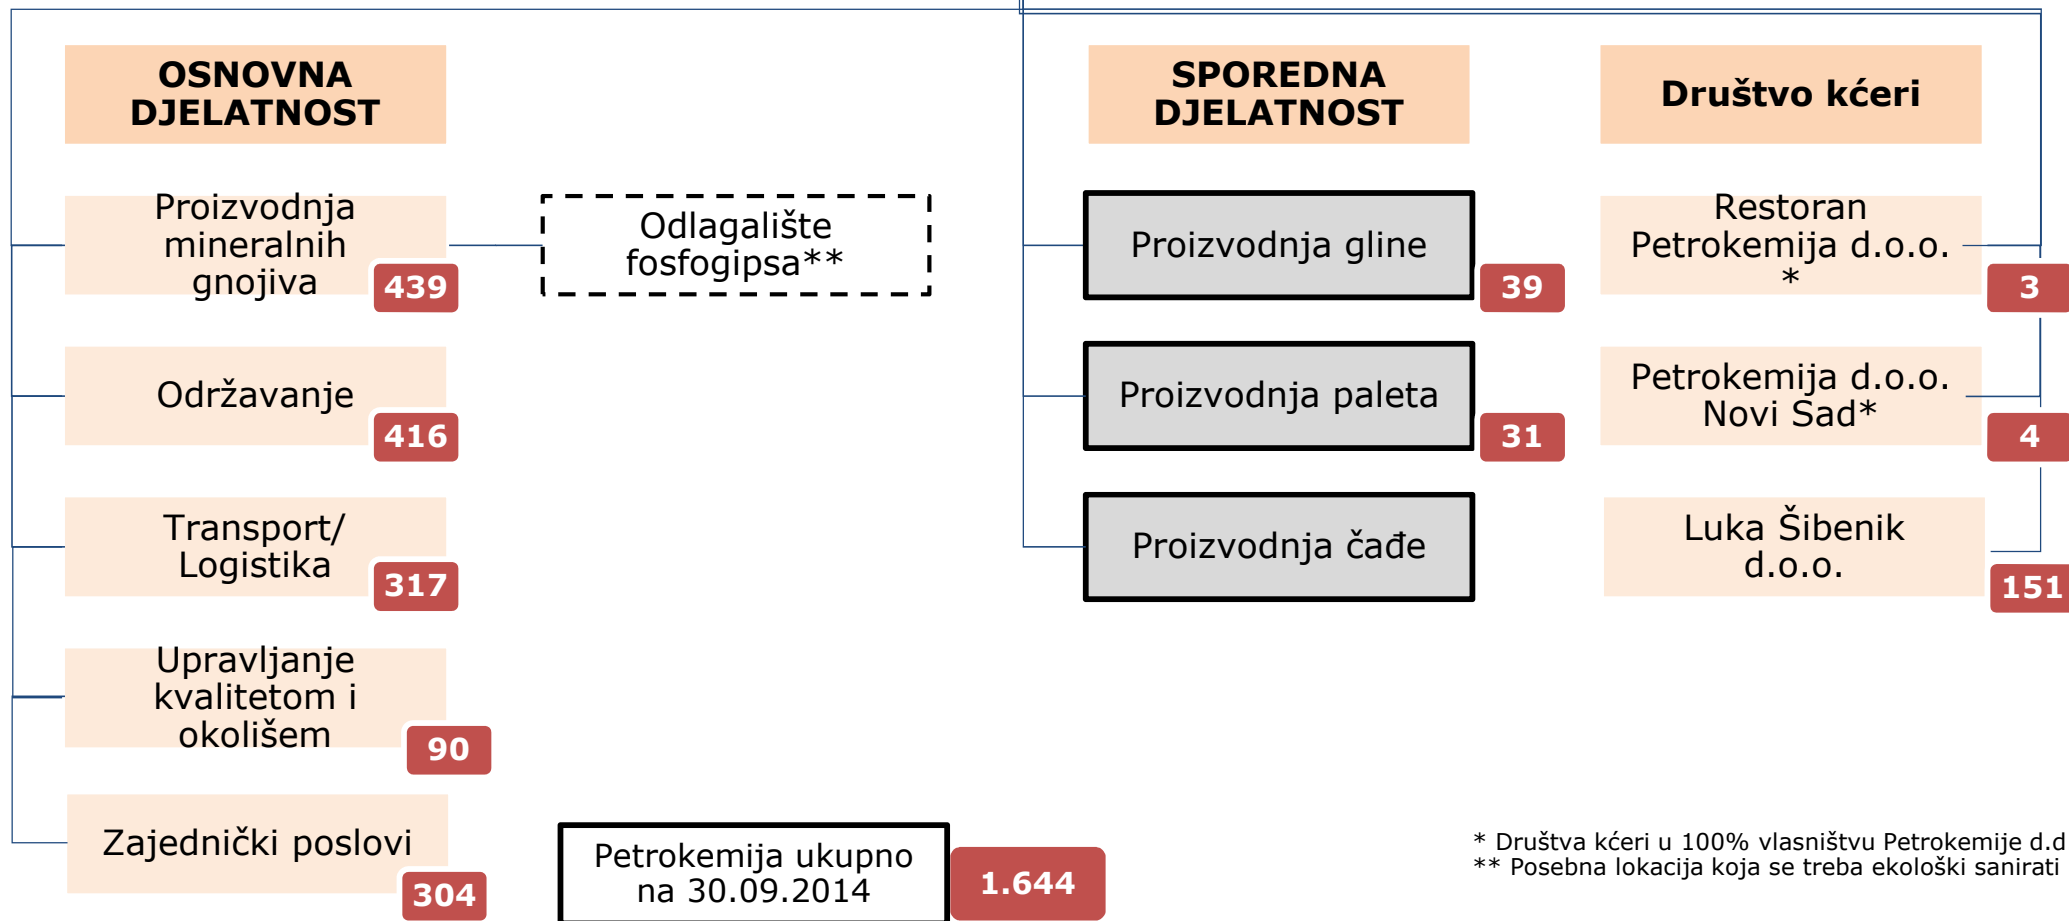 OSNOVNA
DJELATNOST
Proizvodnja
mineralnih
gnojiva
439
Odlagalište
fosfogipsa**
Održavanje
416
Transport/
Logistika
317
Upravljanje
kvalitetom i
okolišem
90
Zajednički poslovi
304
Petrokemija ukupno
na 30.09.2014
1.644
SPOREDNA
DJELATNOST
Proizvodnja gline
39
Proizvodnja paleta
31
Proizvodnja čađe
Društvo kćeri
Restoran
Petrokemija d.o.o.
*
3
Petrokemija d.o.o.
Novi Sad*
4
Luka Šibenik
d.o.o.
151
* Društva kćeri u 100% vlasništvu Petrokemije d.d
** Posebna lokacija koja se treba ekološki sanirati